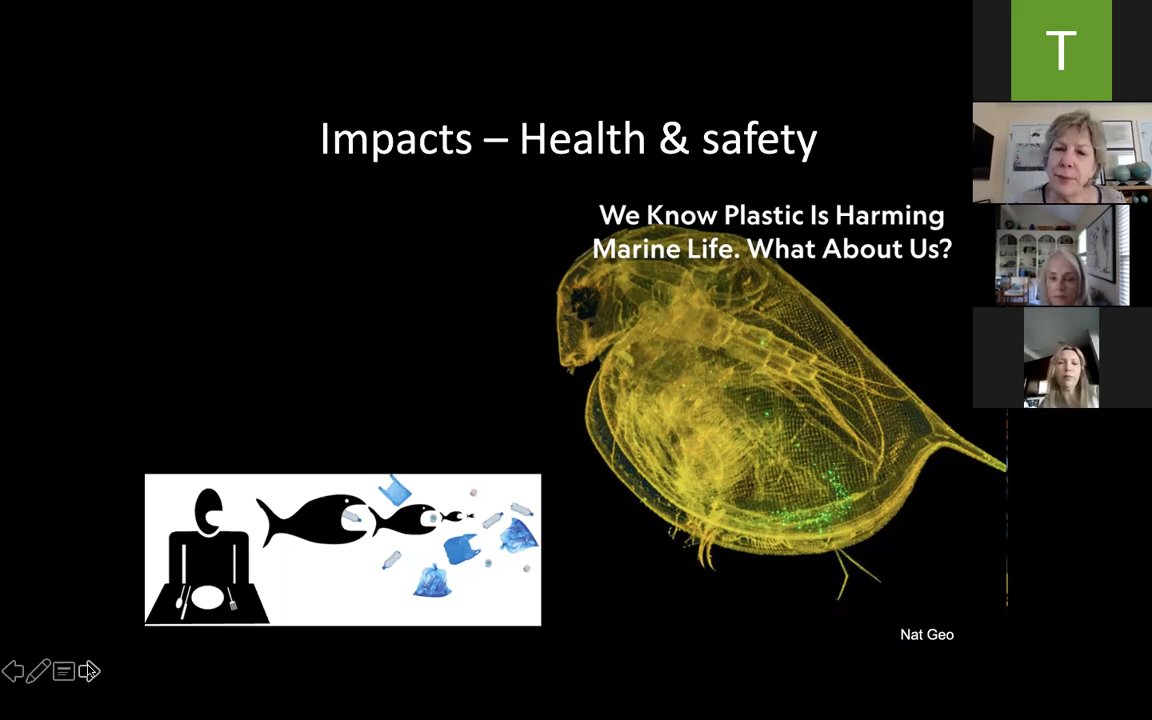 T
Impacts – Health & safety
We Know Plastic Is Harming
Marine Life. What About Us?
Nat Geo